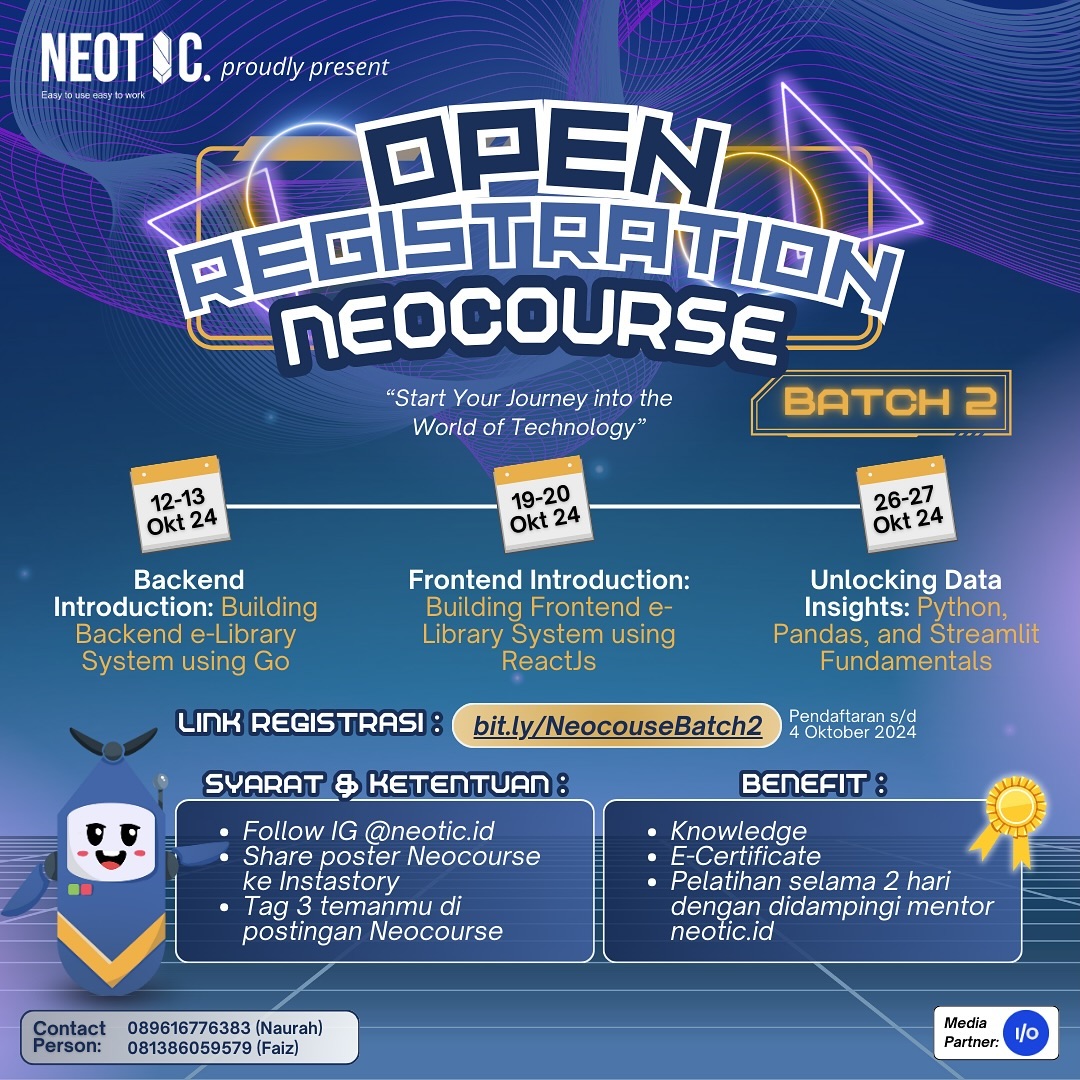 NEOTIC. proudly present
Easy to use easy to work
OPEN
REGISTRATION
NEOCOURSE
“Start Your Journey into the
World of Technology”
BATCH 2
12-13
Okt 24
19-20
Okt 24
26-27
Okt 24
Backend
Introduction: Building
Backend e-Library
System using Go
Frontend Introduction:
Building Frontend e-
Library System using
ReactJs
Unlocking Data
Insights: Python,
Pandas, and Streamlit
Fundamentals
LINK REGISTRASI :
bit.ly/NeocouseBatch2
Pendaftaran s/d
4 Oktober 2024
SYARAT & KETENTUAN :
• Follow IG @neotic.id
• Share poster Neocourse
ke Instastory
• Tag 3 temanmu di
postingan Neocourse
BENEFIT :
• Knowledge
• E-Certificate
• Pelatihan selama 2 hari
dengan didampingi mentor
neotic.id
Contact
Person:
089616776383 (Naurah)
081386059579 (Faiz)
Media
Partner:
I/O